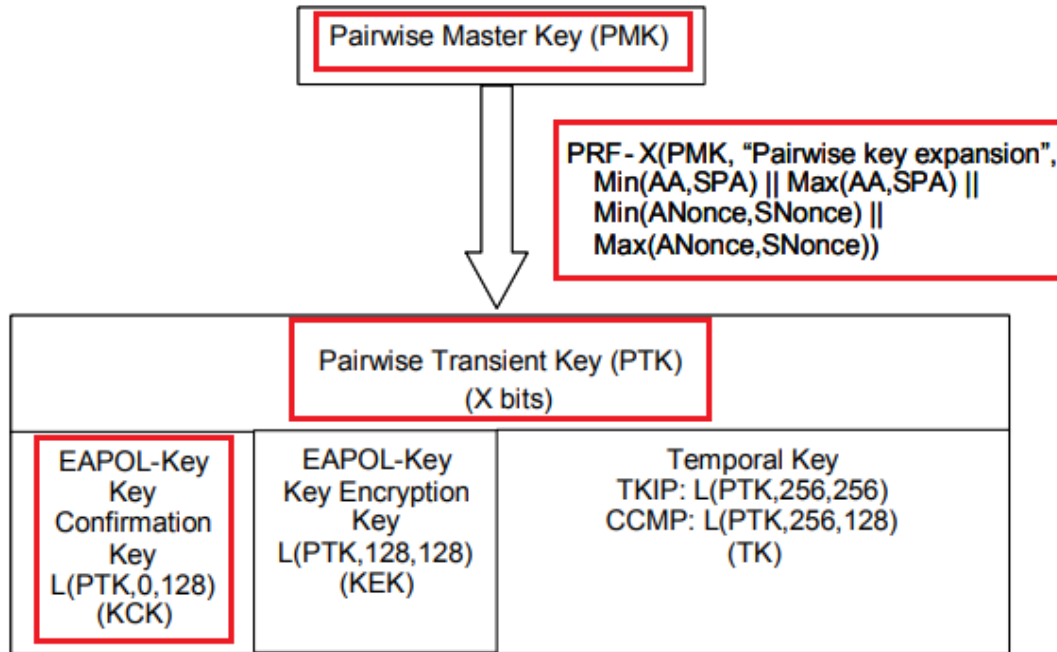 Pairwise Master Key (PMK)
PRF - X(PMK, “Pairwise key expansion”,
Min(AA,SPA) || Max(AA,SPA) ||
Min(ANonce,SNonce) ||
Max(ANonce,SNonce))
Pairwise Transient Key (PTK)
(X bits)
EAPOL-Key
Key
Confirmation
Key
L(PTK,0,128)
(KCK)
EAPOL-Key
Key Encryption
Key
L(PTK,128,128)
(KEK)
Temporal Key
TKIP: L(PTK,256,256)
CCMP: L(PTK,256,128)
(TK)